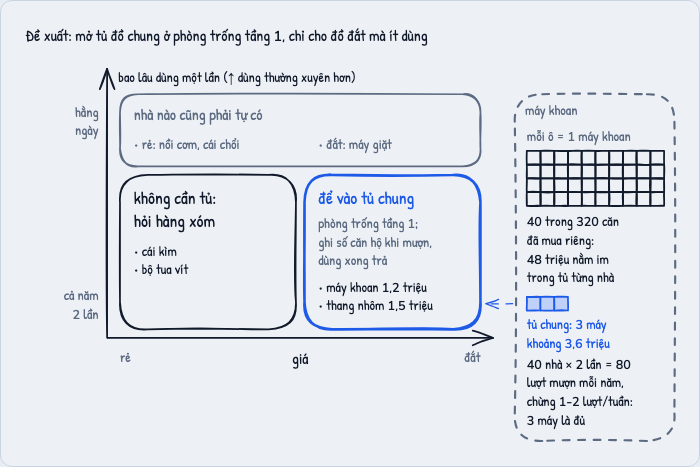 Đề xuất: mở tủ đồ chung ở phòng trống tầng 1, chỉ cho đồ đắt mà ít dùng
bao lâu dùng một lần (↑ dùng thường xuyên hơn)
hằng
ngày
nhà nào cũng phải tự có
• rẻ: nồi cơm, cái chổi
• đắt: máy giặt
không cần tủ:
hỏi hàng xóm
• cái kìm
• bộ tua vít
để vào tủ chung
phòng trống tầng 1;
ghi số căn hộ khi mượn,
dùng xong trả
• máy khoan 1,2 triệu
• thang nhôm 1,5 triệu
cả năm
2 lần
rẻ
giá
đắt
máy khoan
mỗi ô = 1 máy khoan
40 trong 320 căn
đã mua riêng:
48 triệu nằm im
trong tủ từng nhà
tủ chung: 3 máy
khoảng 3,6 triệu
40 nhà × 2 lần = 80
lượt mượn mỗi năm,
chừng 1–2 lượt/tuần:
3 máy là đủ